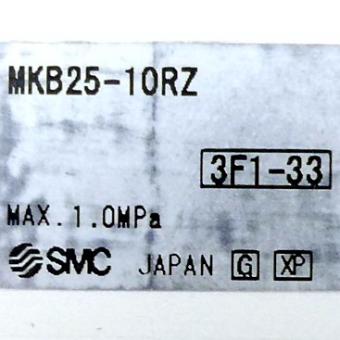 MKB25-10RZ
3F1-33
MAX.1.0MPa
SMC JAPAN G XP